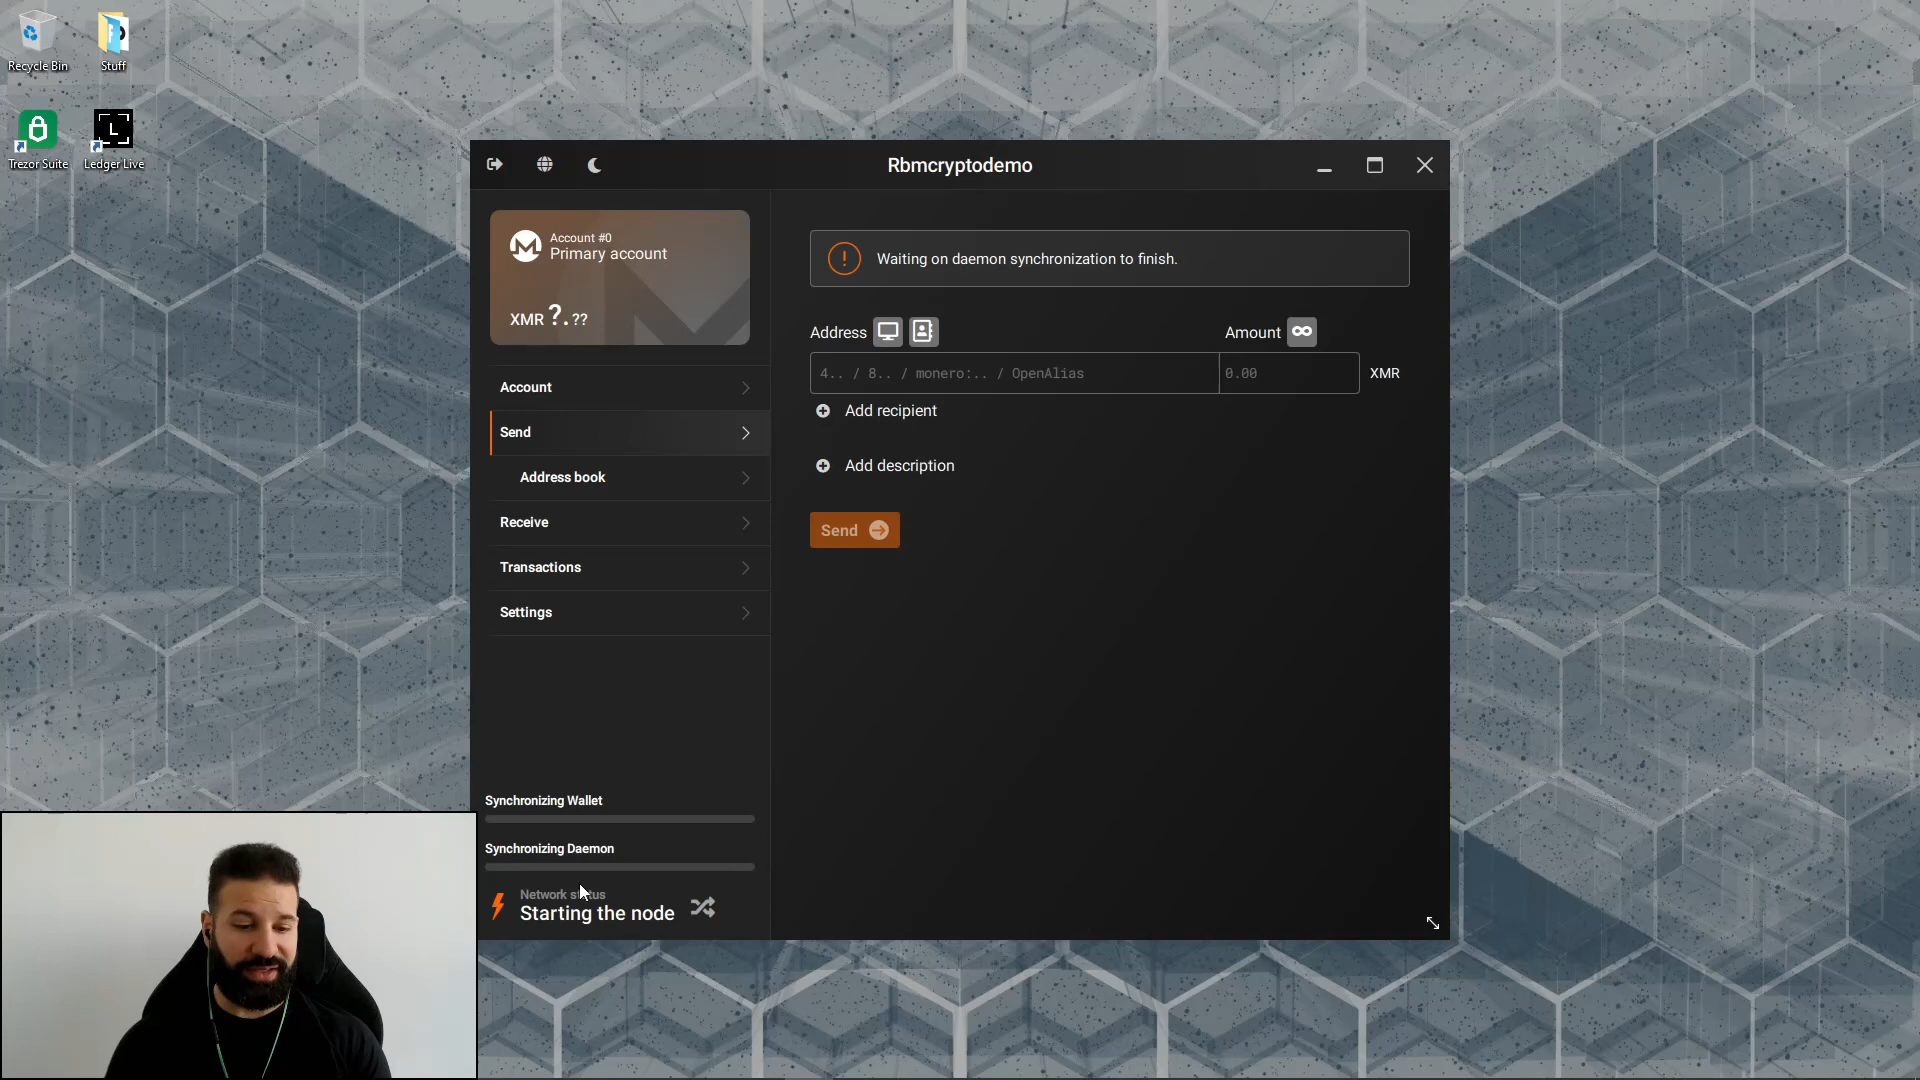 Recycle Bin
Stuff
Trezor Suite
Ledger Live
Rbmcryptodemo
Account #0
Primary account
XMR ?.??
Account
Send
Address book
Receive
Transactions
Settings
Synchronizing Wallet
Synchronizing Daemon
Network status
Starting the node
Waiting on daemon synchronization to finish.
Address
Amount
4.. / 8.. / monero:.. / OpenAlias
0.00
XMR
Add recipient
Add description
Send